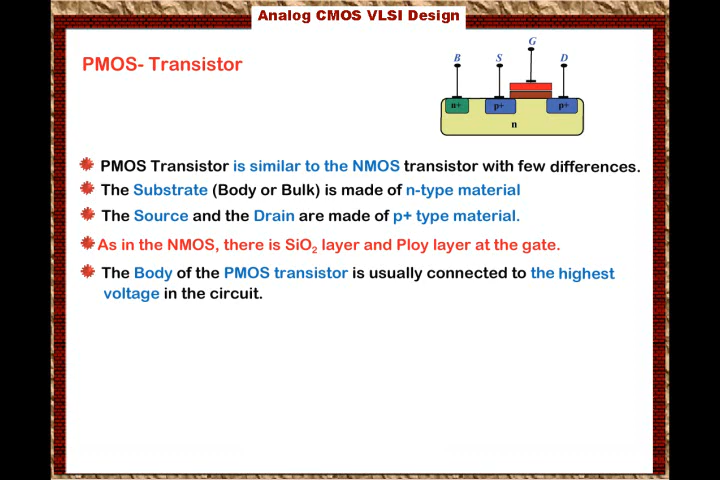 Analog CMOS VLSI Design
PMOS- Transistor
G
B S D
n+ p+ p+
n
PMOS Transistor is similar to the NMOS transistor with few differences.
The Substrate (Body or Bulk) is made of n-type material
The Source and the Drain are made of p+ type material.
As in the NMOS, there is SiO2 layer and Ploy layer at the gate.
The Body of the PMOS transistor is usually connected to the highest
voltage in the circuit.